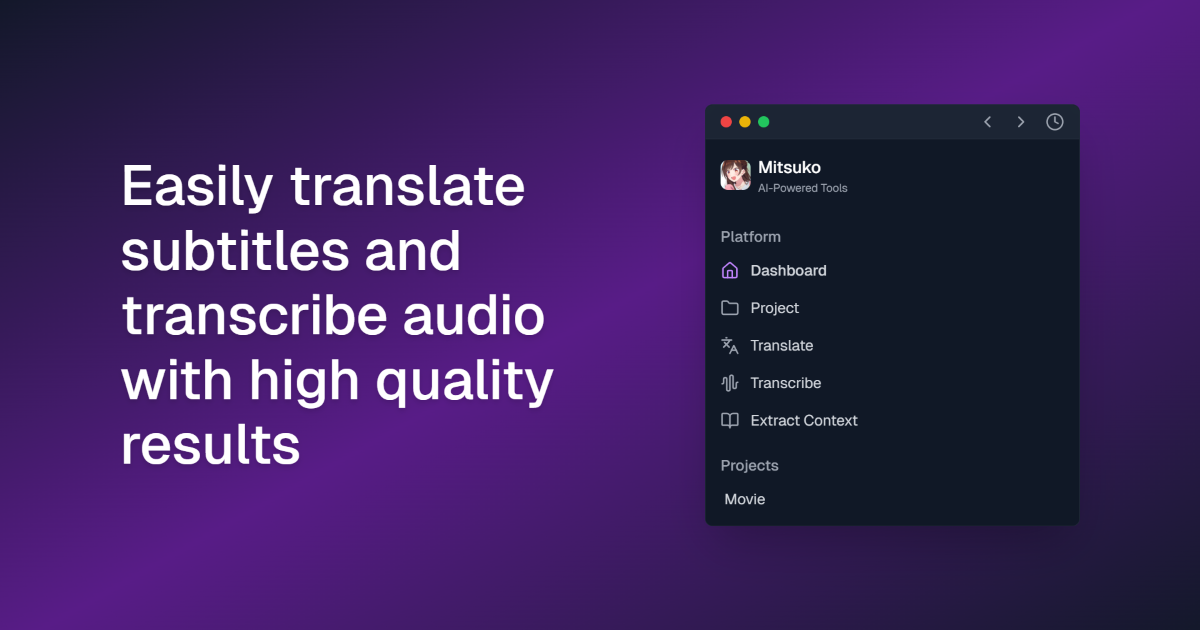 Easily translate
subtitles and
transcribe audio
with high quality
results
Mitsuko
AI-Powered Tools
Platform
Dashboard
Project
Translate
Transcribe
Extract Context
Projects
Movie